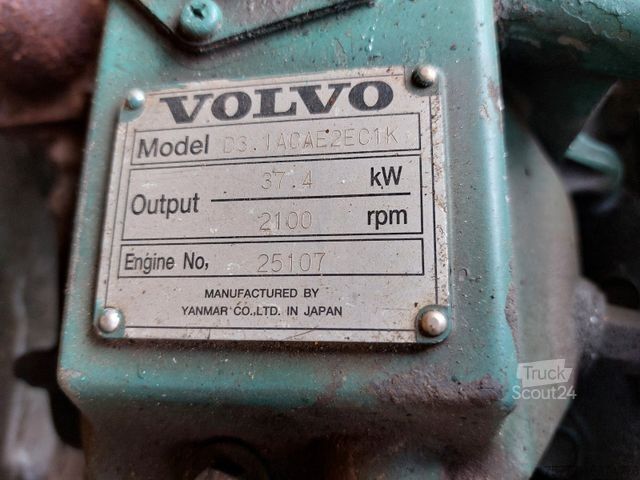 VOLVO
Model D3.1ACAE2EC1K
Output 37.4 kW
2100 rpm
Engine No, 25107
MANUFACTURED BY
YANMAR CO.,LTD. IN JAPAN
Truck
Scout24